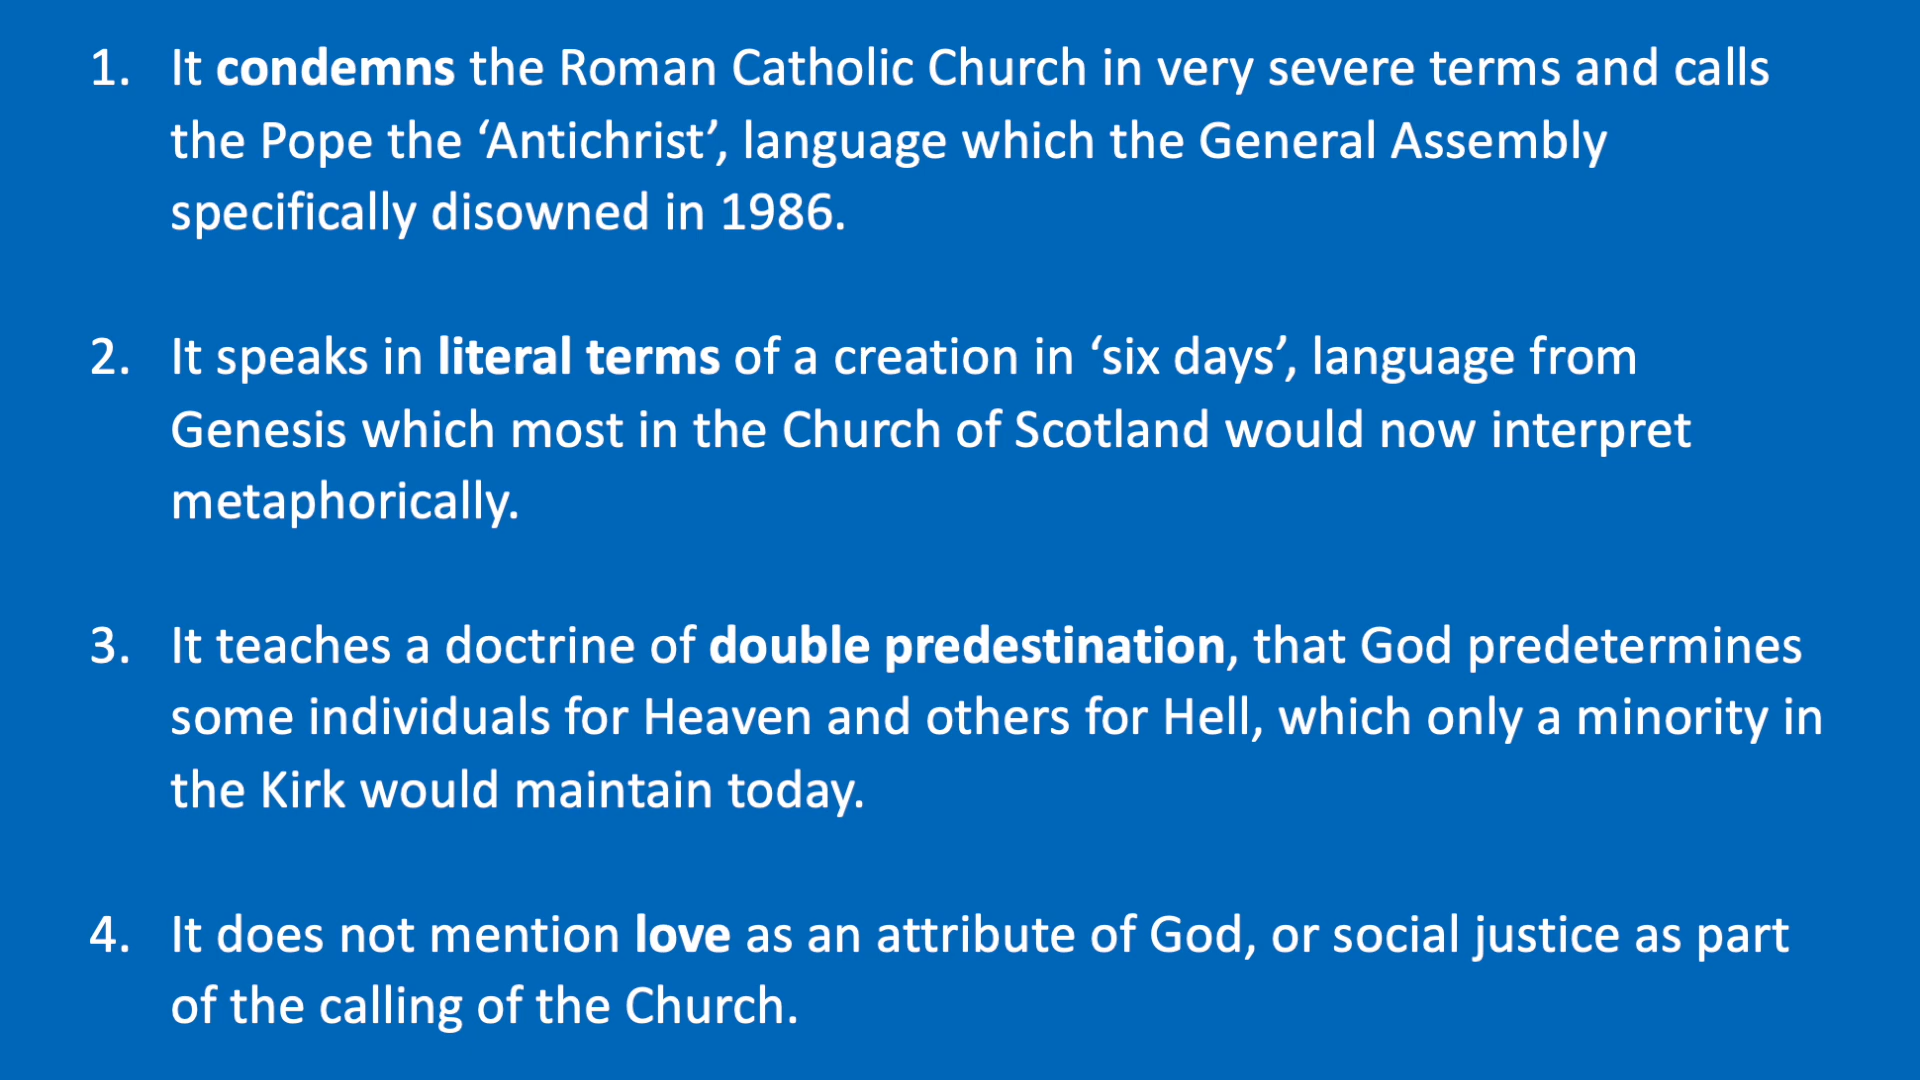 1. It condemns the Roman Catholic Church in very severe terms and calls
the Pope the ‘Antichrist’, language which the General Assembly
specifically disowned in 1986.
2. It speaks in literal terms of a creation in ‘six days’, language from
Genesis which most in the Church of Scotland would now interpret
metaphorically.
3. It teaches a doctrine of double predestination, that God predetermines
some individuals for Heaven and others for Hell, which only a minority in
the Kirk would maintain today.
4. It does not mention love as an attribute of God, or social justice as part
of the calling of the Church.